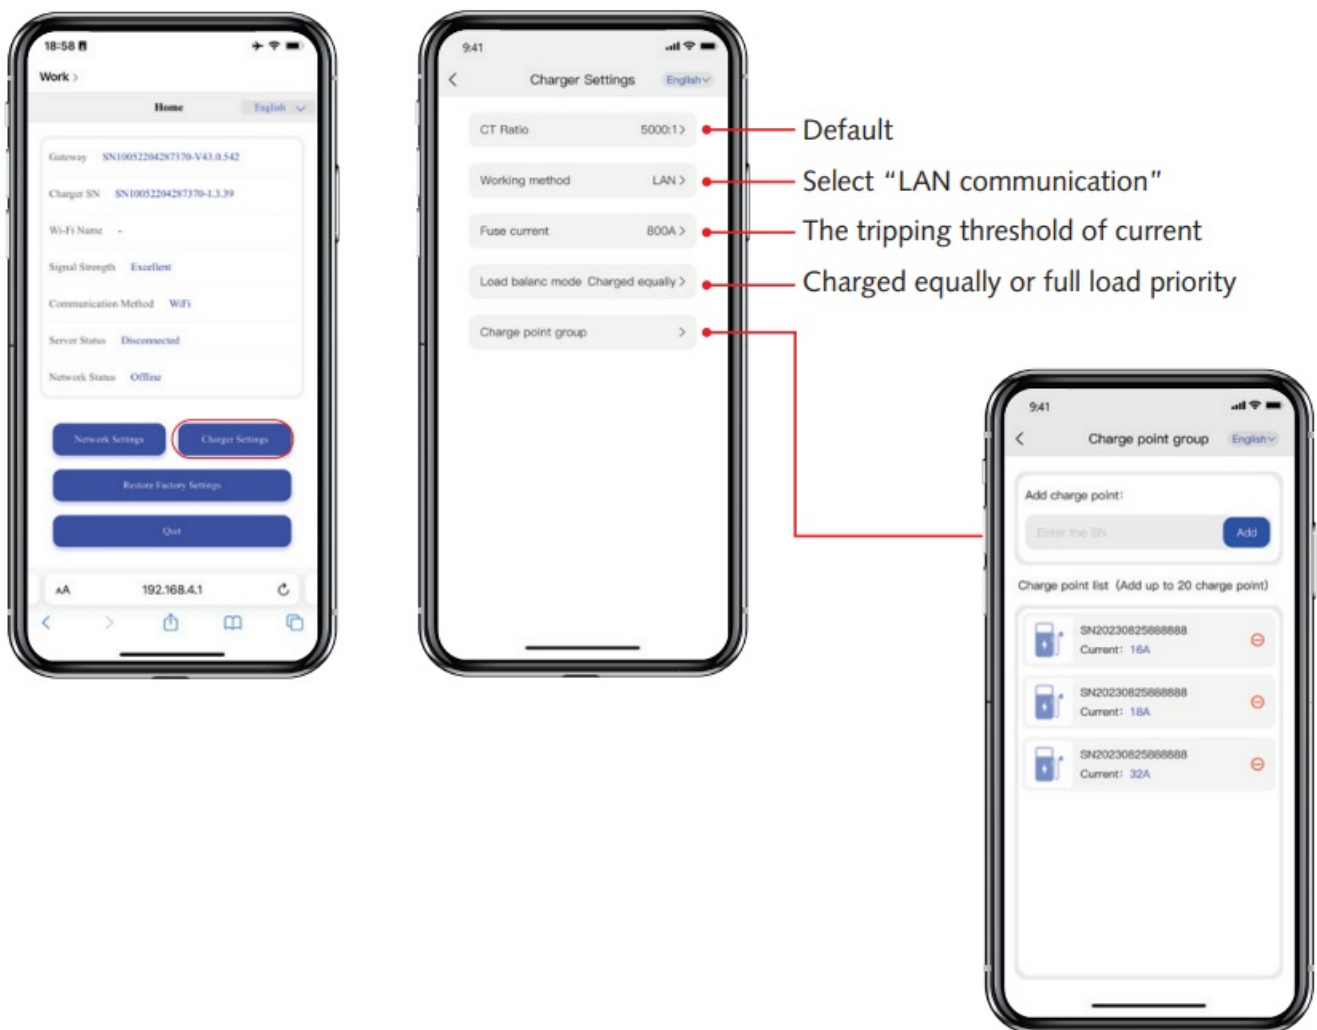 18:58
Work >
Home
English
Gateway SN10052204287370-V43.0.542
Charger SN SN10052204287370-1.3.39
Wi-Fi Name -
Signal Strength Excellent
Communication Method WiFi
Server Status Disconnected
Network Status Offline
Network Settings
Charger Settings
Restore Factory Settings
Quit
AA 192.168.4.1
9:41
Charger Settings
English
CT Ratio 5000:1 >
Working method LAN >
Fuse current 800A >
Load balanc mode Charged equally >
Charge point group >
Default
Select “LAN communication”
The tripping threshold of current
Charged equally or full load priority
9:41
Charge point group
English
Add charge point:
Enter the SN
Add
Charge point list (Add up to 20 charge point)
SN20230825888888
Current: 16A
SN20230825888888
Current: 18A
SN20230825888888
Current: 32A